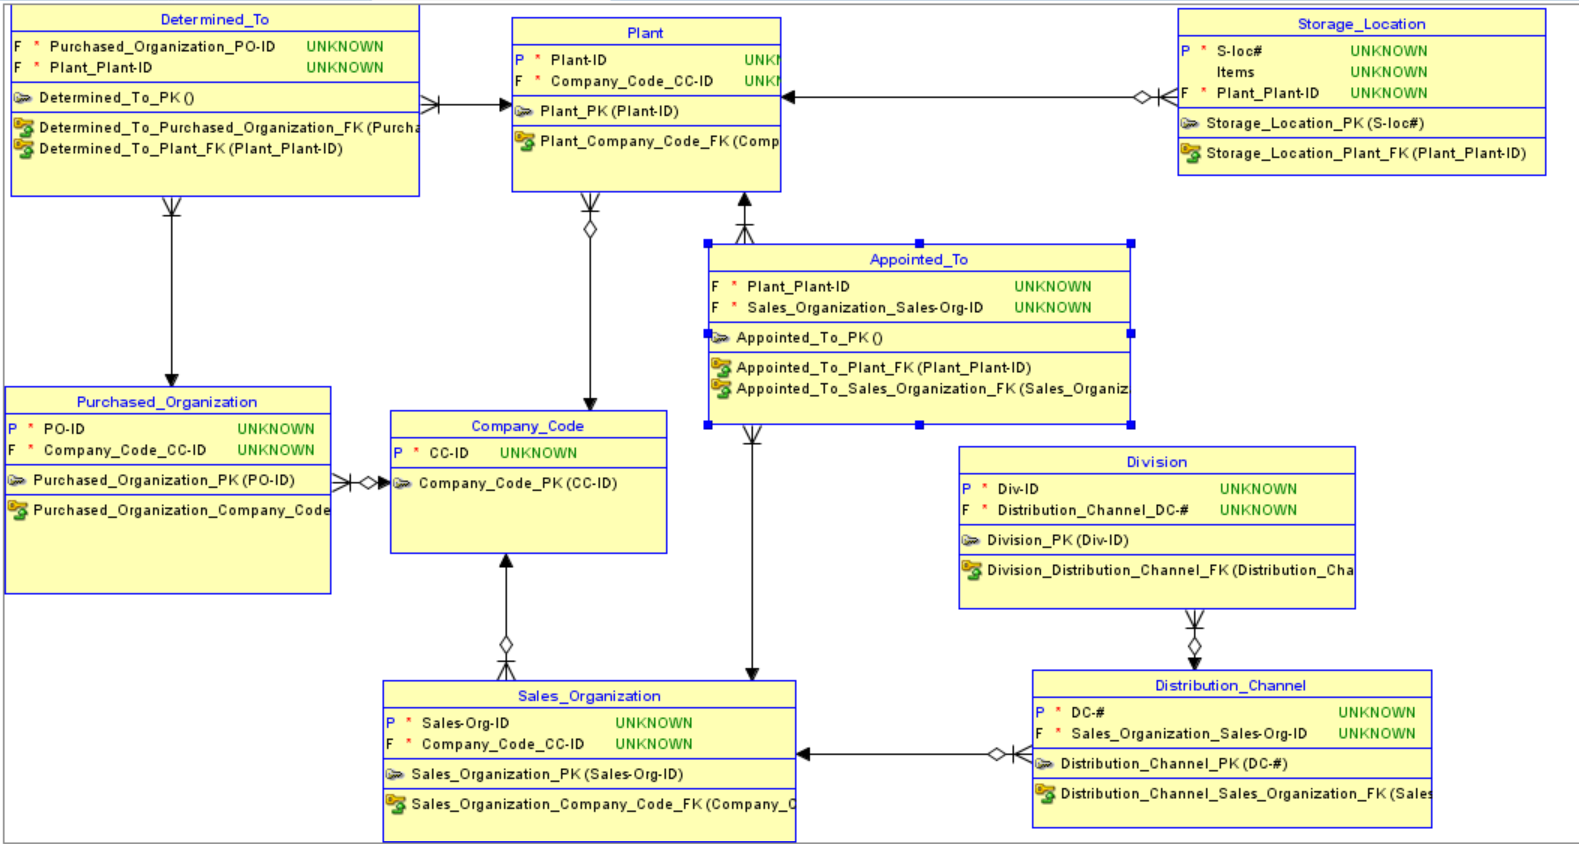 Determined_To
F * Purchased_Organization_PO-ID UNKNOWN
F * Plant_Plant-ID UNKNOWN
Determined_To_PK ()
Determined_To_Purchased_Organization_FK (Purcha
Determined_To_Plant_FK (Plant_Plant-ID)
Plant
P * Plant-ID UNKN
F * Company_Code_CC-ID UNKN
Plant_PK (Plant-ID)
Plant_Company_Code_FK (Comp
Storage_Location
P * S-loc# UNKNOWN
Items UNKNOWN
F * Plant_Plant-ID UNKNOWN
Storage_Location_PK (S-loc#)
Storage_Location_Plant_FK (Plant_Plant-ID)
Appointed_To
F * Plant_Plant-ID UNKNOWN
F * Sales_Organization_Sales-Org-ID UNKNOWN
Appointed_To_PK ()
Appointed_To_Plant_FK (Plant_Plant-ID)
Appointed_To_Sales_Organization_FK (Sales_Organiz
Purchased_Organization
P * PO-ID UNKNOWN
F * Company_Code_CC-ID UNKNOWN
Purchased_Organization_PK (PO-ID)
Purchased_Organization_Company_Code
Company_Code
P * CC-ID UNKNOWN
Company_Code_PK (CC-ID)
Division
P * Div-ID UNKNOWN
F * Distribution_Channel_DC-# UNKNOWN
Division_PK (Div-ID)
Division_Distribution_Channel_FK (Distribution_Cha
Sales_Organization
P * Sales-Org-ID UNKNOWN
F * Company_Code_CC-ID UNKNOWN
Sales_Organization_PK (Sales-Org-ID)
Sales_Organization_Company_Code_FK (Company_C
Distribution_Channel
P * DC-# UNKNOWN
F * Sales_Organization_Sales-Org-ID UNKNOWN
Distribution_Channel_PK (DC-#)
Distribution_Channel_Sales_Organization_FK (Sales